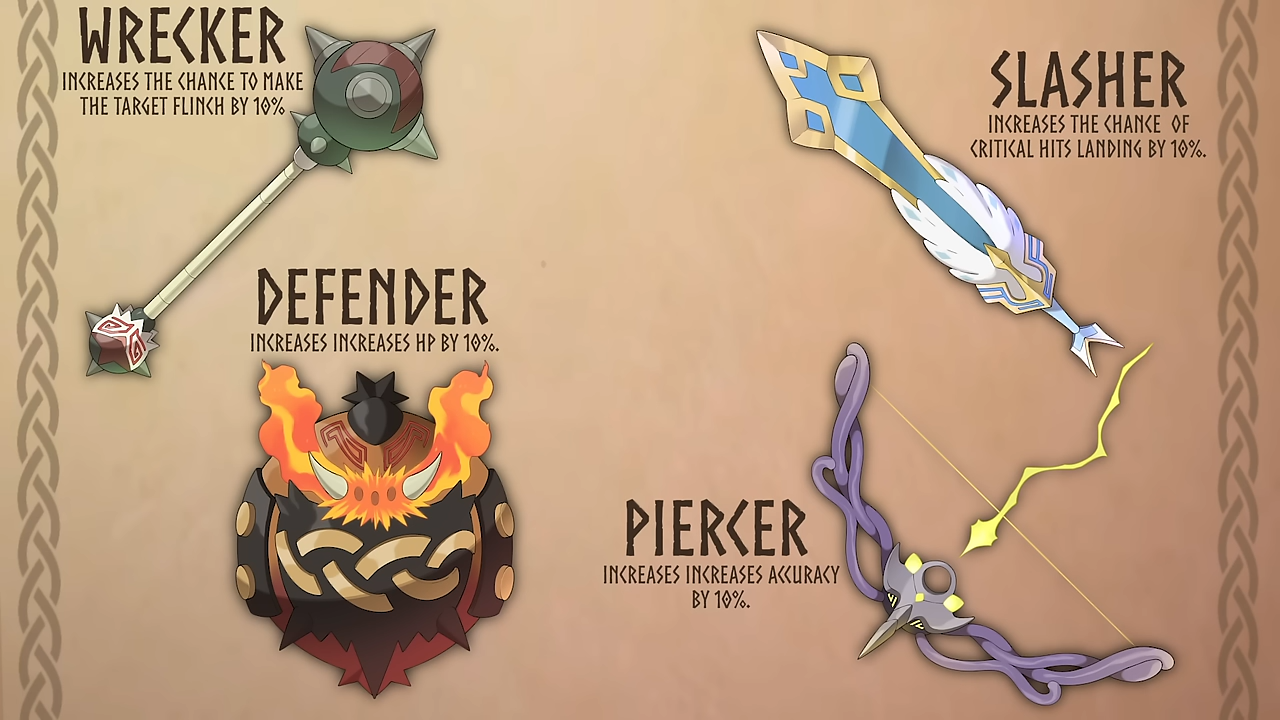 WRECKER
INCREASES THE CHANCE TO MAKE
THE TARGET FLINCH BY 10%
SLASHER
INCREASES THE CHANCE OF
CRITICAL HITS LANDING BY 10%.
DEFENDER
INCREASES INCREASES HP BY 10%.
PIERCER
INCREASES INCREASES ACCURACY
BY 10%.